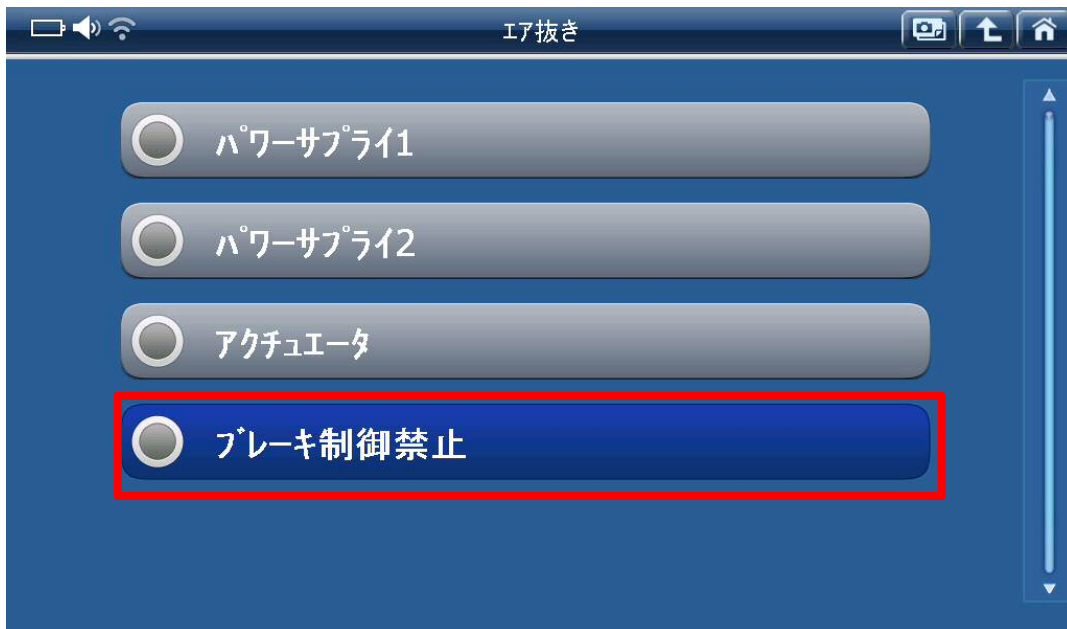 エア抜き
パワーサプライ1
パワーサプライ2
アクチュエータ
ブレーキ制御禁止